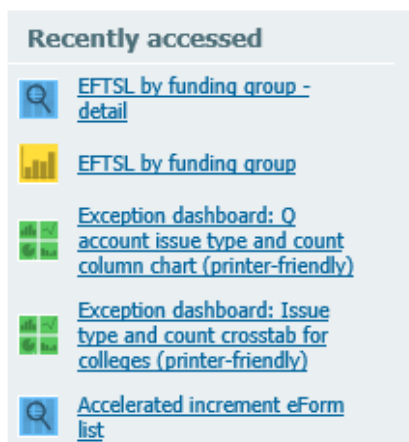 Recently accessed
EFTSL by funding group -
detail
EFTSL by funding group
Exception dashboard: Q
account issue type and count
column chart (printer-friendly)
Exception dashboard: Issue
type and count crosstab for
colleges (printer-friendly)
Accelerated increment eForm
list